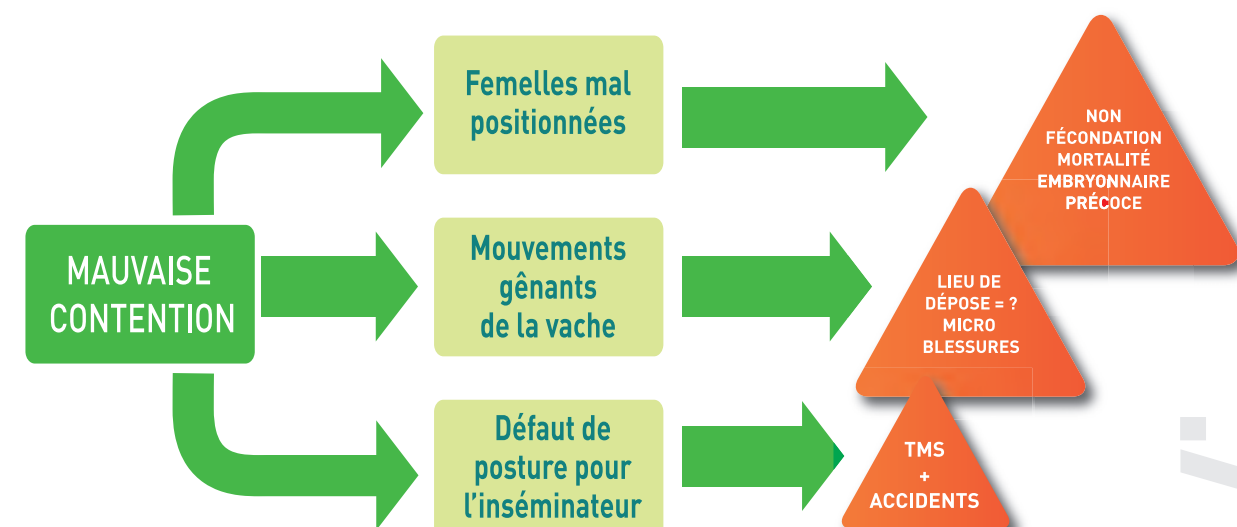 MAUVAISE
CONTENTION
Femelles mal
positionnées
Mouvements
gênants
de la vache
Défaut de
posture pour
l'inséminateur
NON
FÉCONDATION
MORTALITÉ
EMBRYONNAIRE
PRÉCOCE
LIEU DE
DÉPOSE = ?
MICRO
BLESSURES
TMS
+
ACCIDENTS